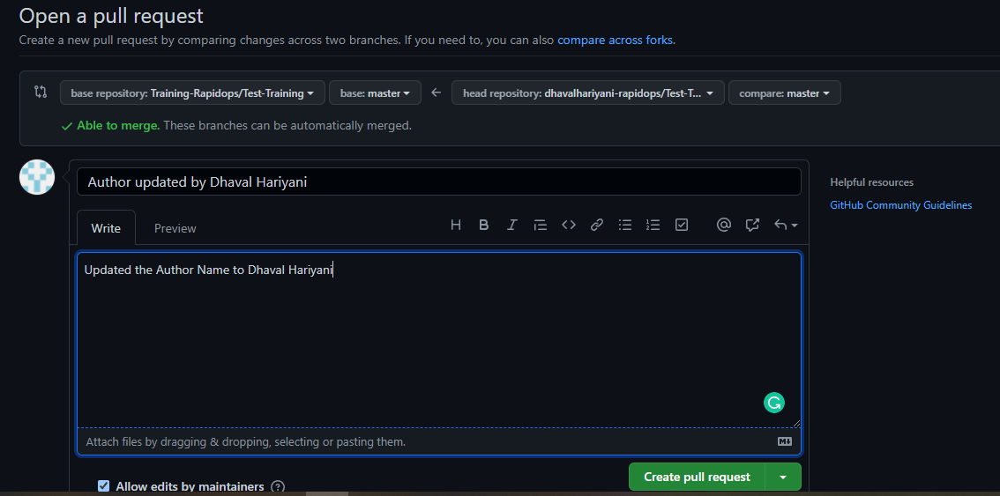 Open a pull request
Create a new pull request by comparing changes across two branches. If you need to, you can also compare across forks.
base repository: Training-Rapidops/Test-Training base: master head repository: dhavalhariyani-rapidops/Test-T... compare: master
Able to merge. These branches can be automatically merged.
Author updated by Dhaval Hariyani
Helpful resources
GitHub Community Guidelines
Write Preview
Updated the Author Name to Dhaval Hariyani
Attach files by dragging & dropping, selecting or pasting them.
Create pull request
Allow edits by maintainers